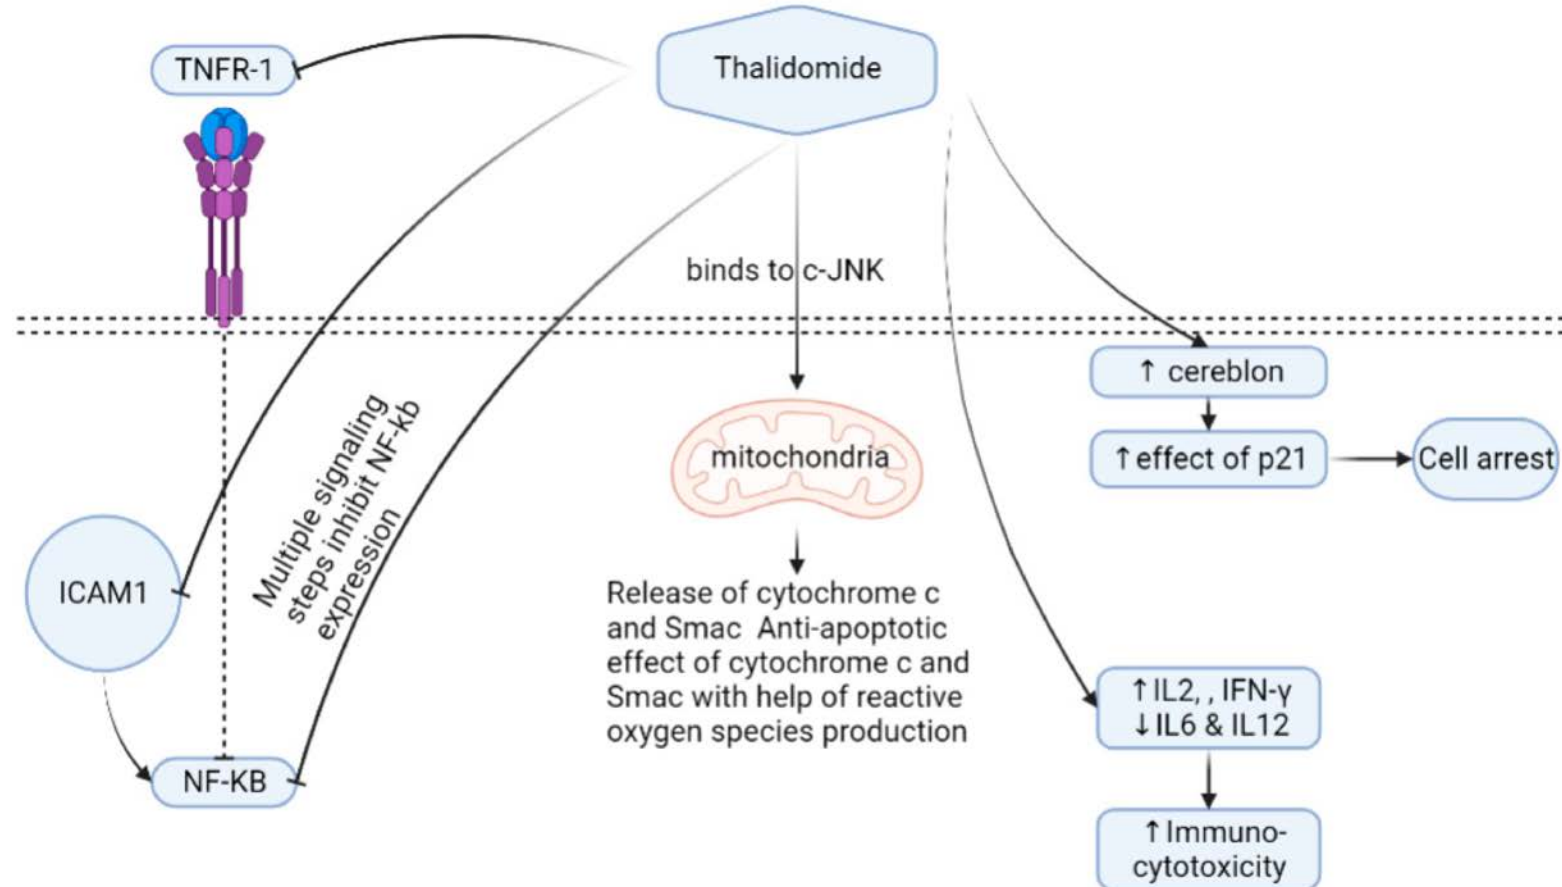 TNFR-1
Thalidomide
binds to c-JNK
↑ cereblon
↑ effect of p21
Cell arrest
mitochondria
Multiple signaling
steps inhibit NF-kb
expression
ICAM1
Release of cytochrome c
and Smac  Anti-apoptotic
effect of cytochrome c and
Smac with help of reactive
oxygen species production
↑ IL2, , IFN-γ
↓ IL6 & IL12
NF-KB
↑ Immuno-
cytotoxicity